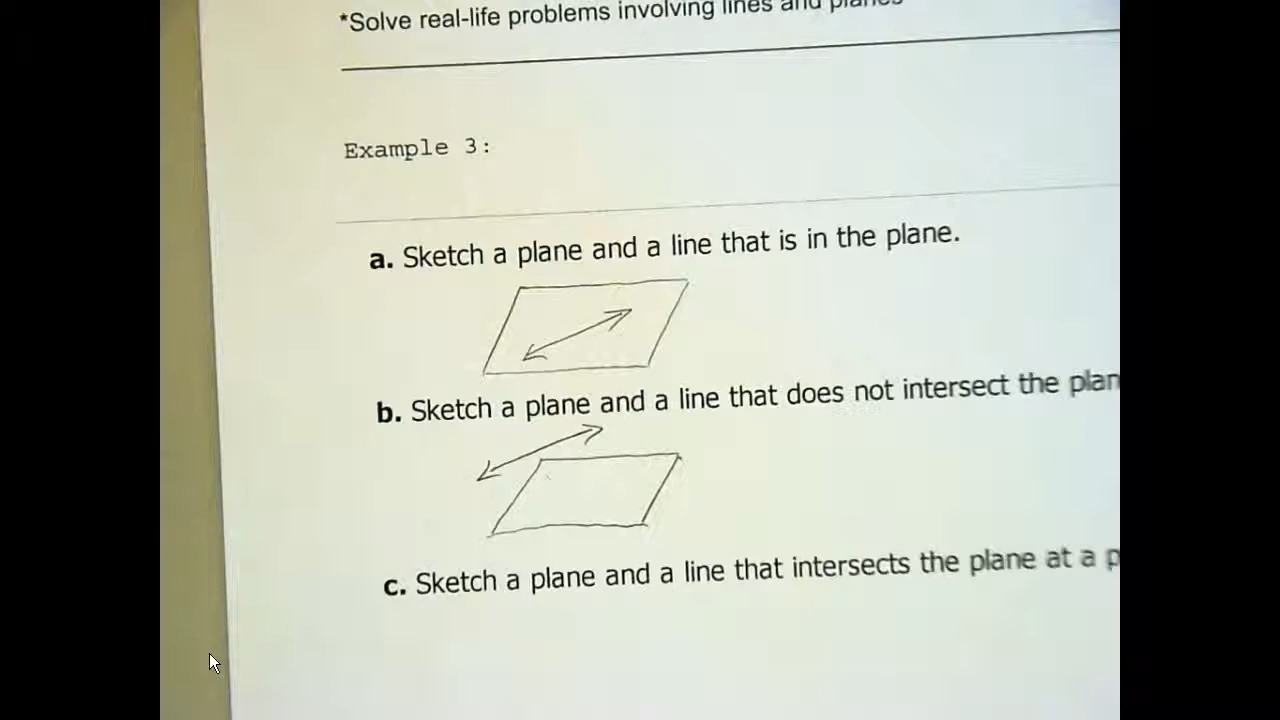 *Solve real-life problems involving lines and planes
Example 3:
a. Sketch a plane and a line that is in the plane.
b. Sketch a plane and a line that does not intersect the plan
c. Sketch a plane and a line that intersects the plane at a p